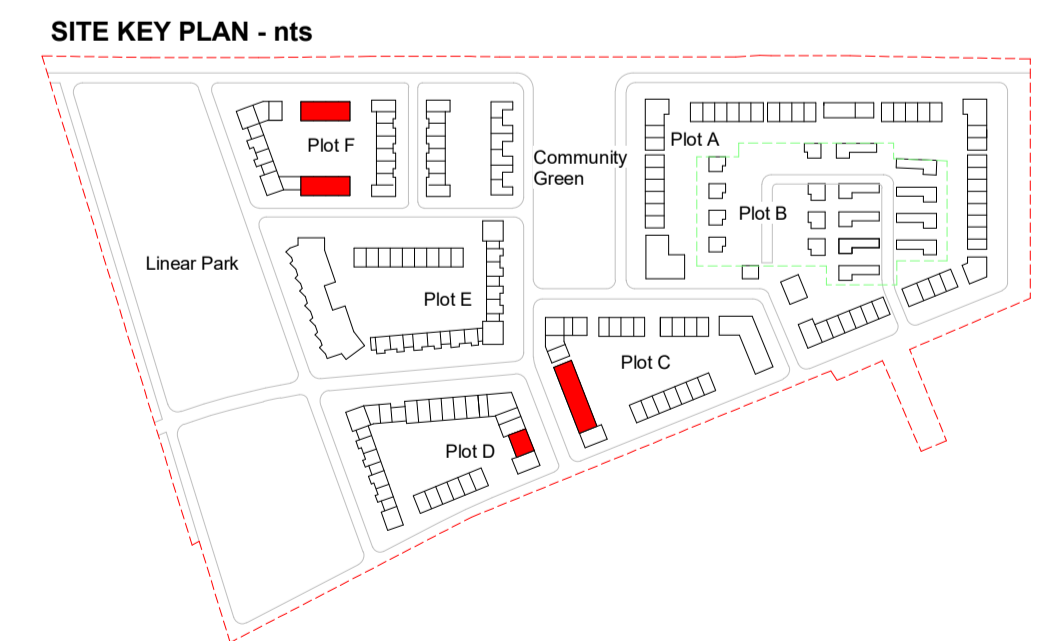 SITE KEY PLAN - nts
Plot F
Community
Green
Plot A
Plot B
Linear Park
Plot E
Plot C
Plot D